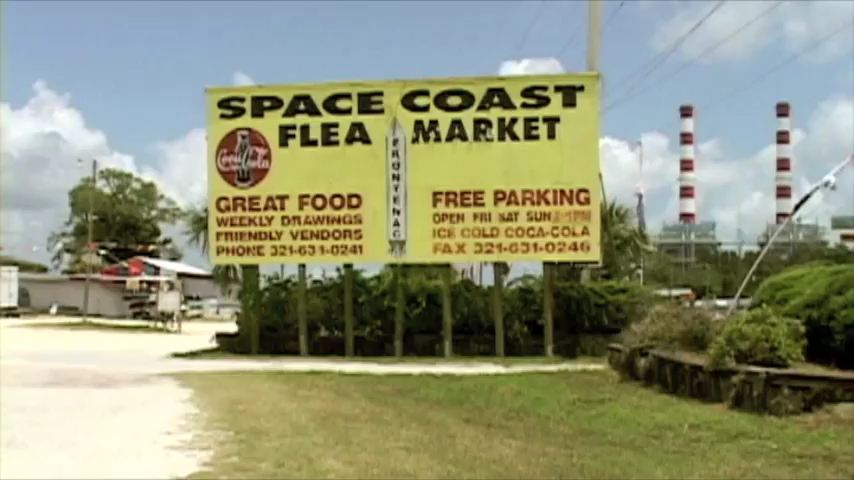 SPACE COAST
FLEA MARKET
Coca-Cola
FRONTENAC
GREAT FOOD
WEEKLY DRAWINGS
FRIENDLY VENDORS
PHONE 321-631-0241
FREE PARKING
OPEN FRI SAT SUN
ICE COLD COCA-COLA
FAX 321-631-0246